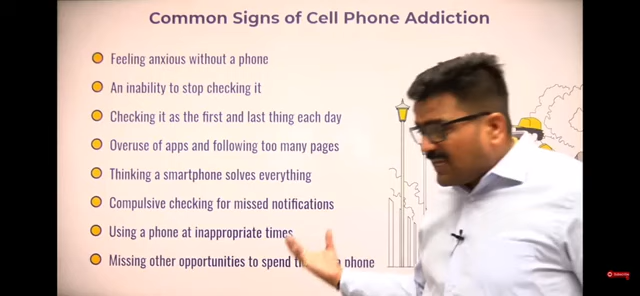 Common Signs of Cell Phone Addiction
Feeling anxious without a phone
An inability to stop checking it
Checking it as the first and last thing each day
Overuse of apps and following too many pages
Thinking a smartphone solves everything
Compulsive checking for missed notifications
Using a phone at inappropriate times
Missing other opportunities to spend phone
Subscribe